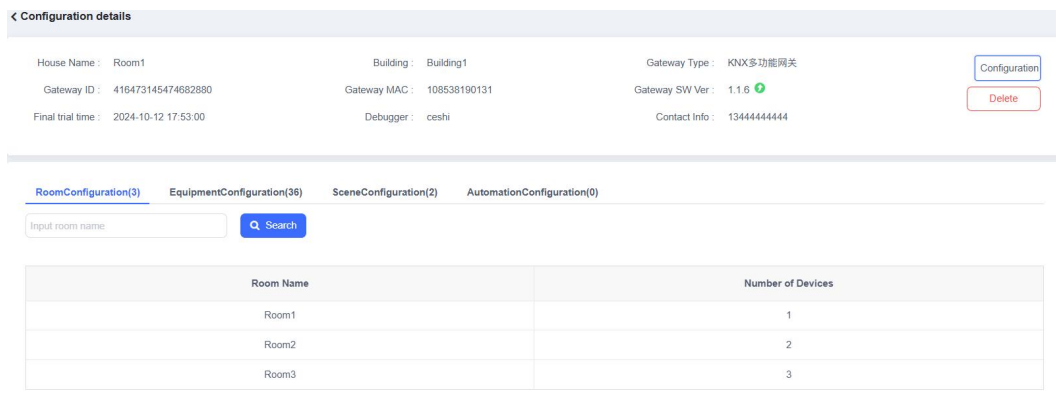 Configuration details
House Name : Room1 Building : Building1 Gateway Type : KNX多功能网关 Configuration
Gateway ID : 416473145474682880 Gateway MAC : 108538190131 Gateway SW Ver : 1.1.6
Delete
Final trial time : 2024-10-12 17:53:00 Debugger : ceshi Contact Info : 13444444444
RoomConfiguration(3) EquipmentConfiguration(36) SceneConfiguration(2) AutomationConfiguration(0)
Input room name Search
Room Name Number of Devices
Room1 1
Room2 2
Room3 3